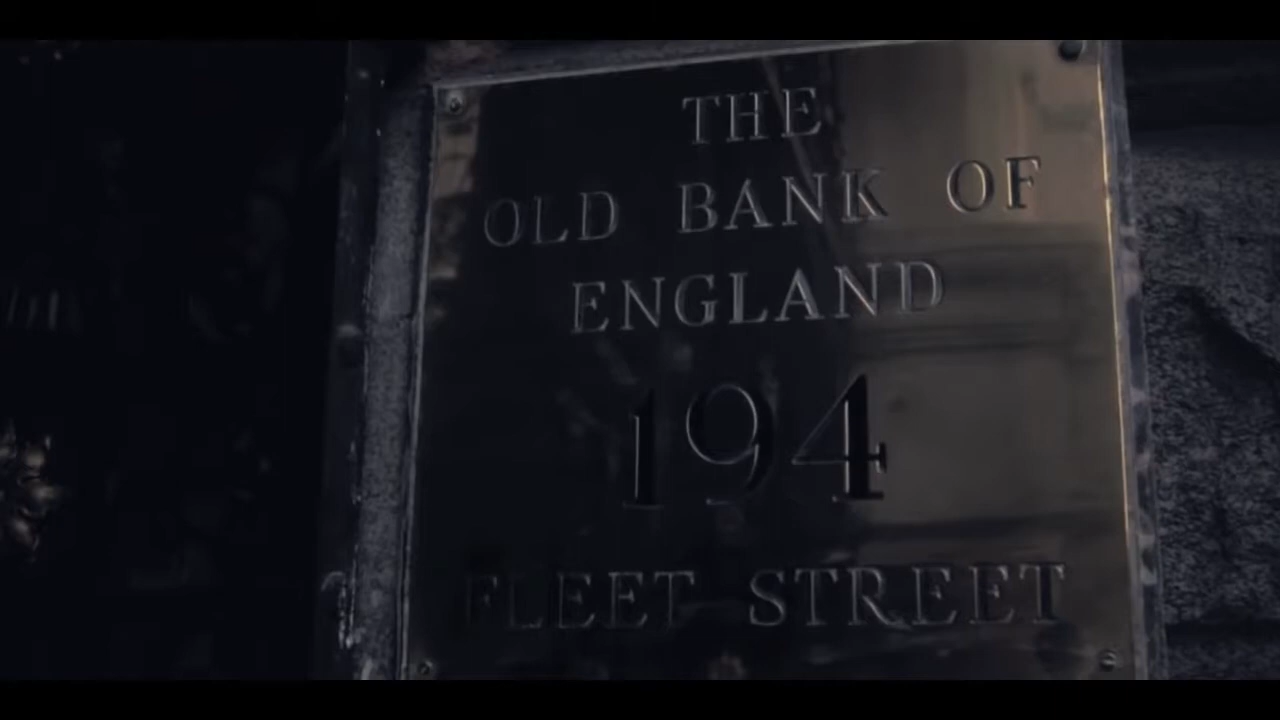 THE
OLD BANK OF
ENGLAND
194
FLEET STREET